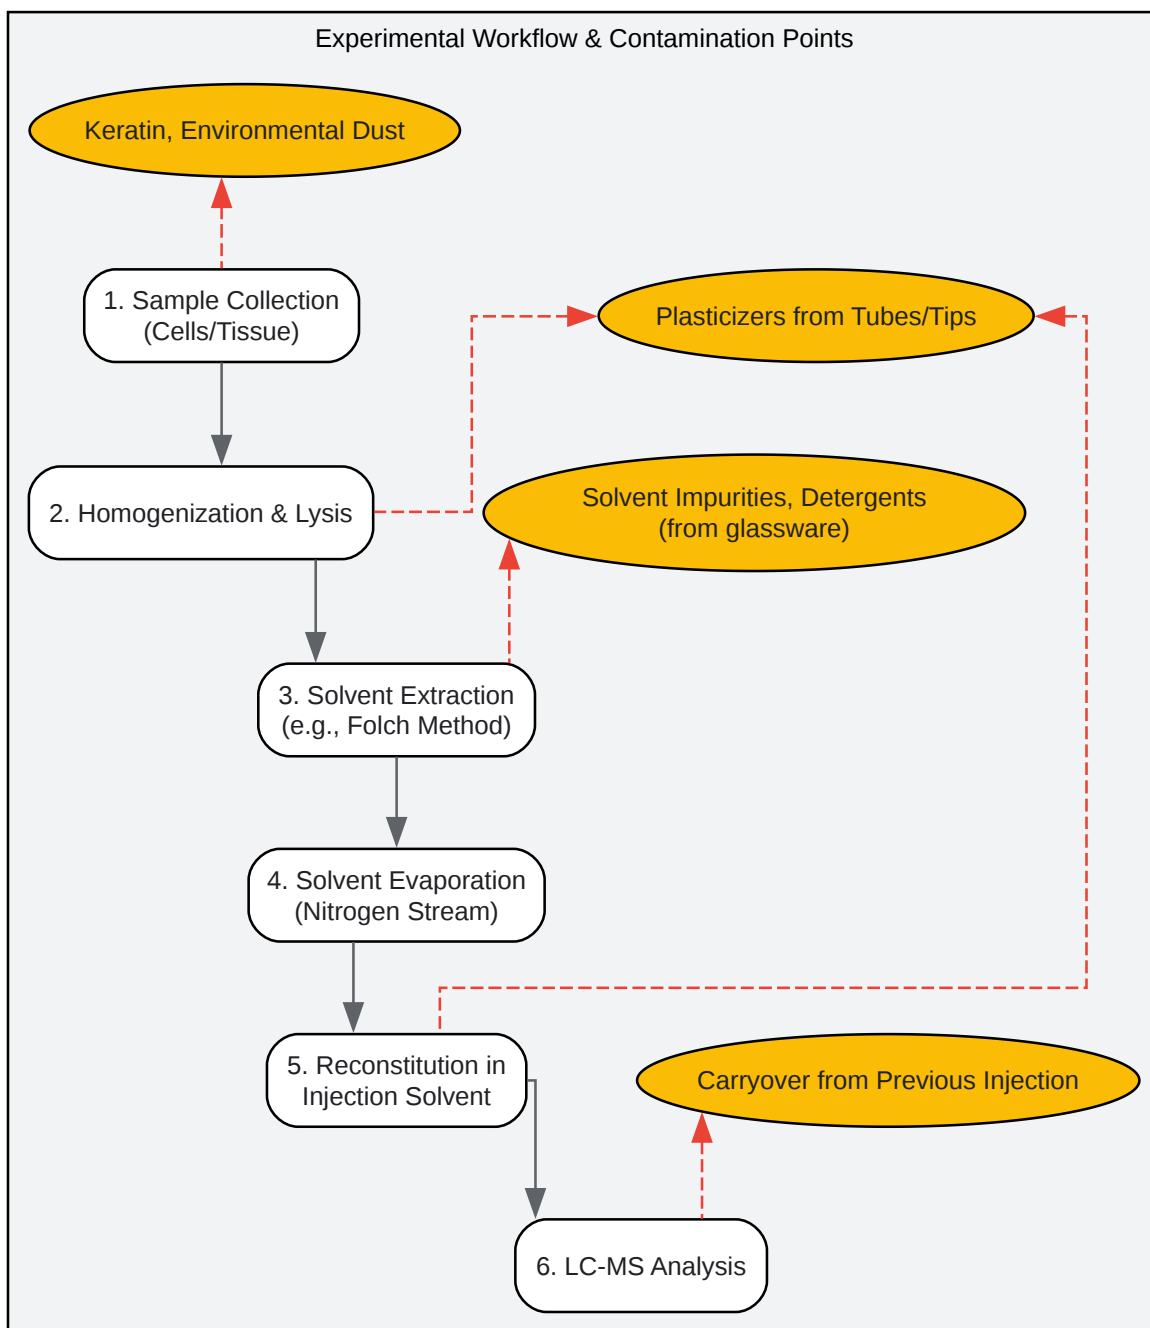 Experimental Workflow & Contamination Points
Keratin, Environmental Dust
1. Sample Collection
(Cells/Tissue)
Plasticizers from Tubes/Tips
2. Homogenization & Lysis
Solvent Impurities, Detergents
(from glassware)
3. Solvent Extraction
(e.g., Folch Method)
4. Solvent Evaporation
(Nitrogen Stream)
5. Reconstitution in
Injection Solvent
Carryover from Previous Injection
6. LC-MS Analysis